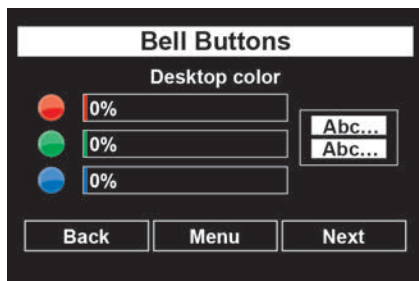 Bell Buttons
Desktop color
0%
Abc...
0%
Abc...
0%
Back Menu Next